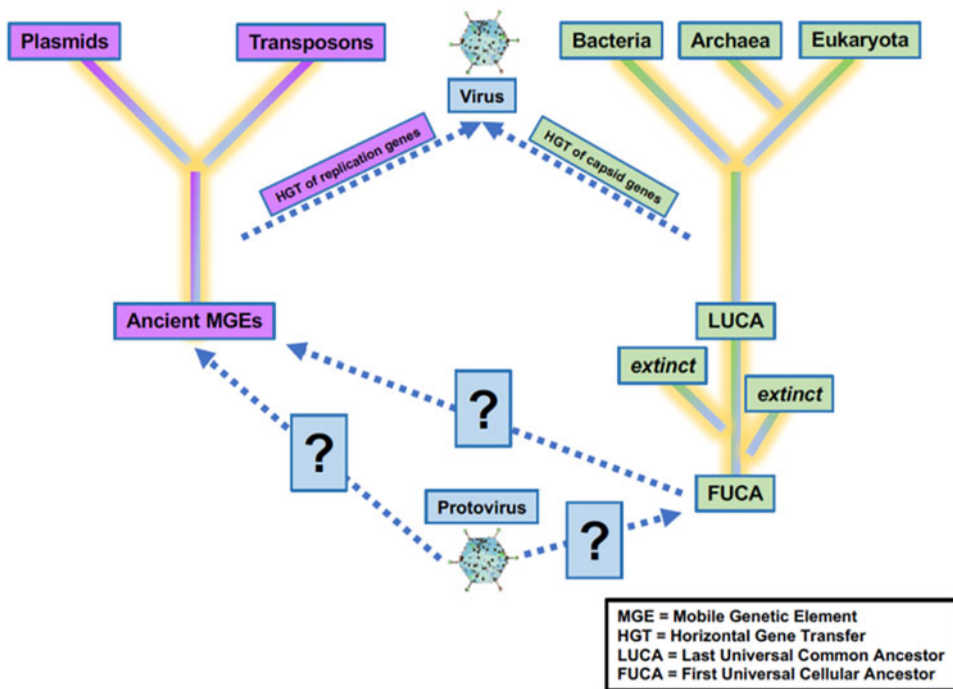 Plasmids
Transposons
Bacteria
Archaea
Eukaryota
Virus
HGT of replication genes
HGT of capsid genes
Ancient MGEs
LUCA
extinct
extinct
?
?
FUCA
Protovirus
?
MGE = Mobile Genetic Element
HGT = Horizontal Gene Transfer
LUCA = Last Universal Common Ancestor
FUCA = First Universal Cellular Ancestor